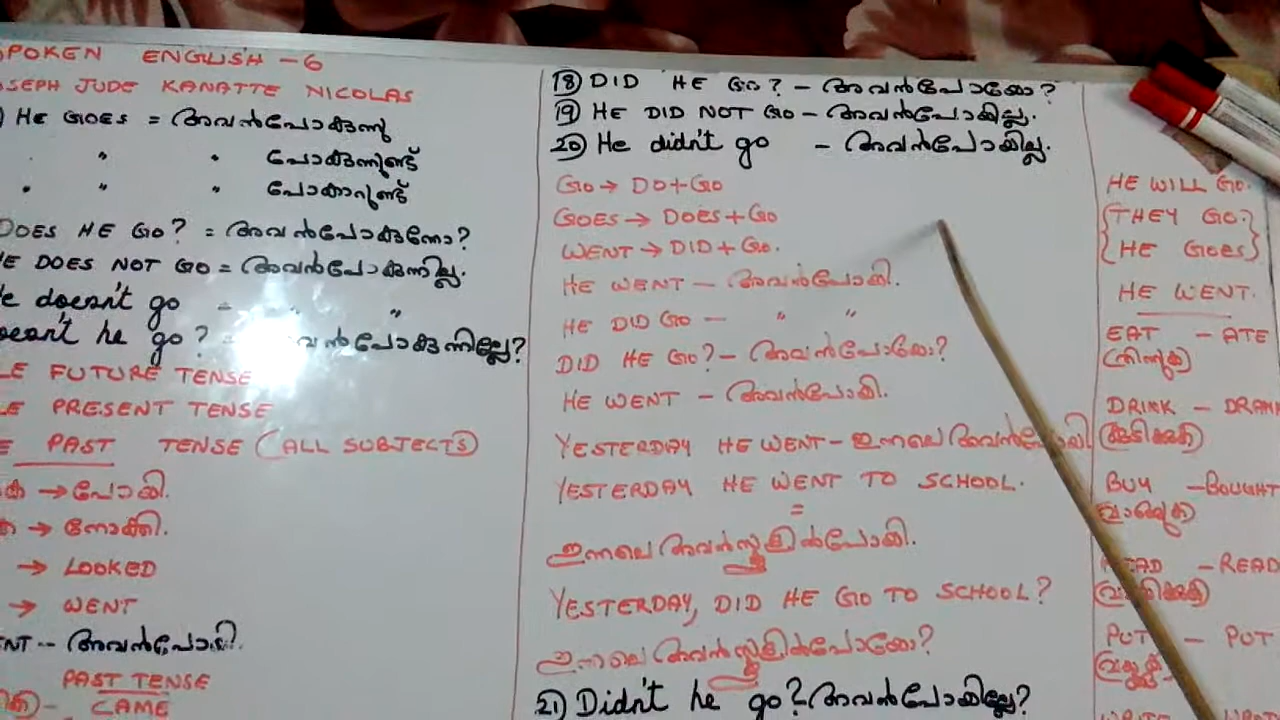 SPOKEN ENGLISH - 6
JOSEPH JUDE KANATTE NICOLAS
HE GOES = അവൻപോകുന്നു
" " പോകുന്നുണ്ട്
" " പോകാറുണ്ട്
DOES HE GO? = അവൻപോകുന്നോ?
HE DOES NOT GO = അവൻപോകുന്നില്ല.
He doesn't go = " "
Doesn't he go? = അവൻപോകുന്നില്ലേ?
LE FUTURE TENSE
LE PRESENT TENSE
E PAST TENSE (ALL SUBJECTS)
ക → പോകി.
ക → നോക്കി.
→ LOOKED
→ WENT
ENT -- അവൻപോയി.
PAST TENSE
CAME
18) DID HE GO? - അവൻപോയോ?
19) HE DID NOT GO - അവൻപോയില്ല.
20) He didn't go - അവൻപോയില്ല.
GO → DO+GO
GOES → DOES+GO
WENT → DID+GO.
HE WENT - അവൻപോയി.
HE DID GO - " "
DID HE GO? - അവൻപോയോ?
HE WENT - അവൻപോയി.
YESTERDAY HE WENT - ഇന്നലെ അവൻപോയി
YESTERDAY HE WENT TO SCHOOL.
=
ഇന്നലെ അവൻസ്കൂളിൽപോയി.
YESTERDAY, DID HE GO TO SCHOOL?
ഇന്നലെ അവൻസ്കൂളിൽപോയോ?
21) Didn't he go? - അവൻപോയില്ലേ?
HE WILL GO.
{THEY GO.}
{HE GOES}
HE WENT.
EAT - ATE
(തിന്നുക)
DRINK - DRANK
(കുടിക്കുക)
BUY - BOUGHT
(വാങ്ങുക)
READ - READ
(വായിക്കുക)
PUT - PUT